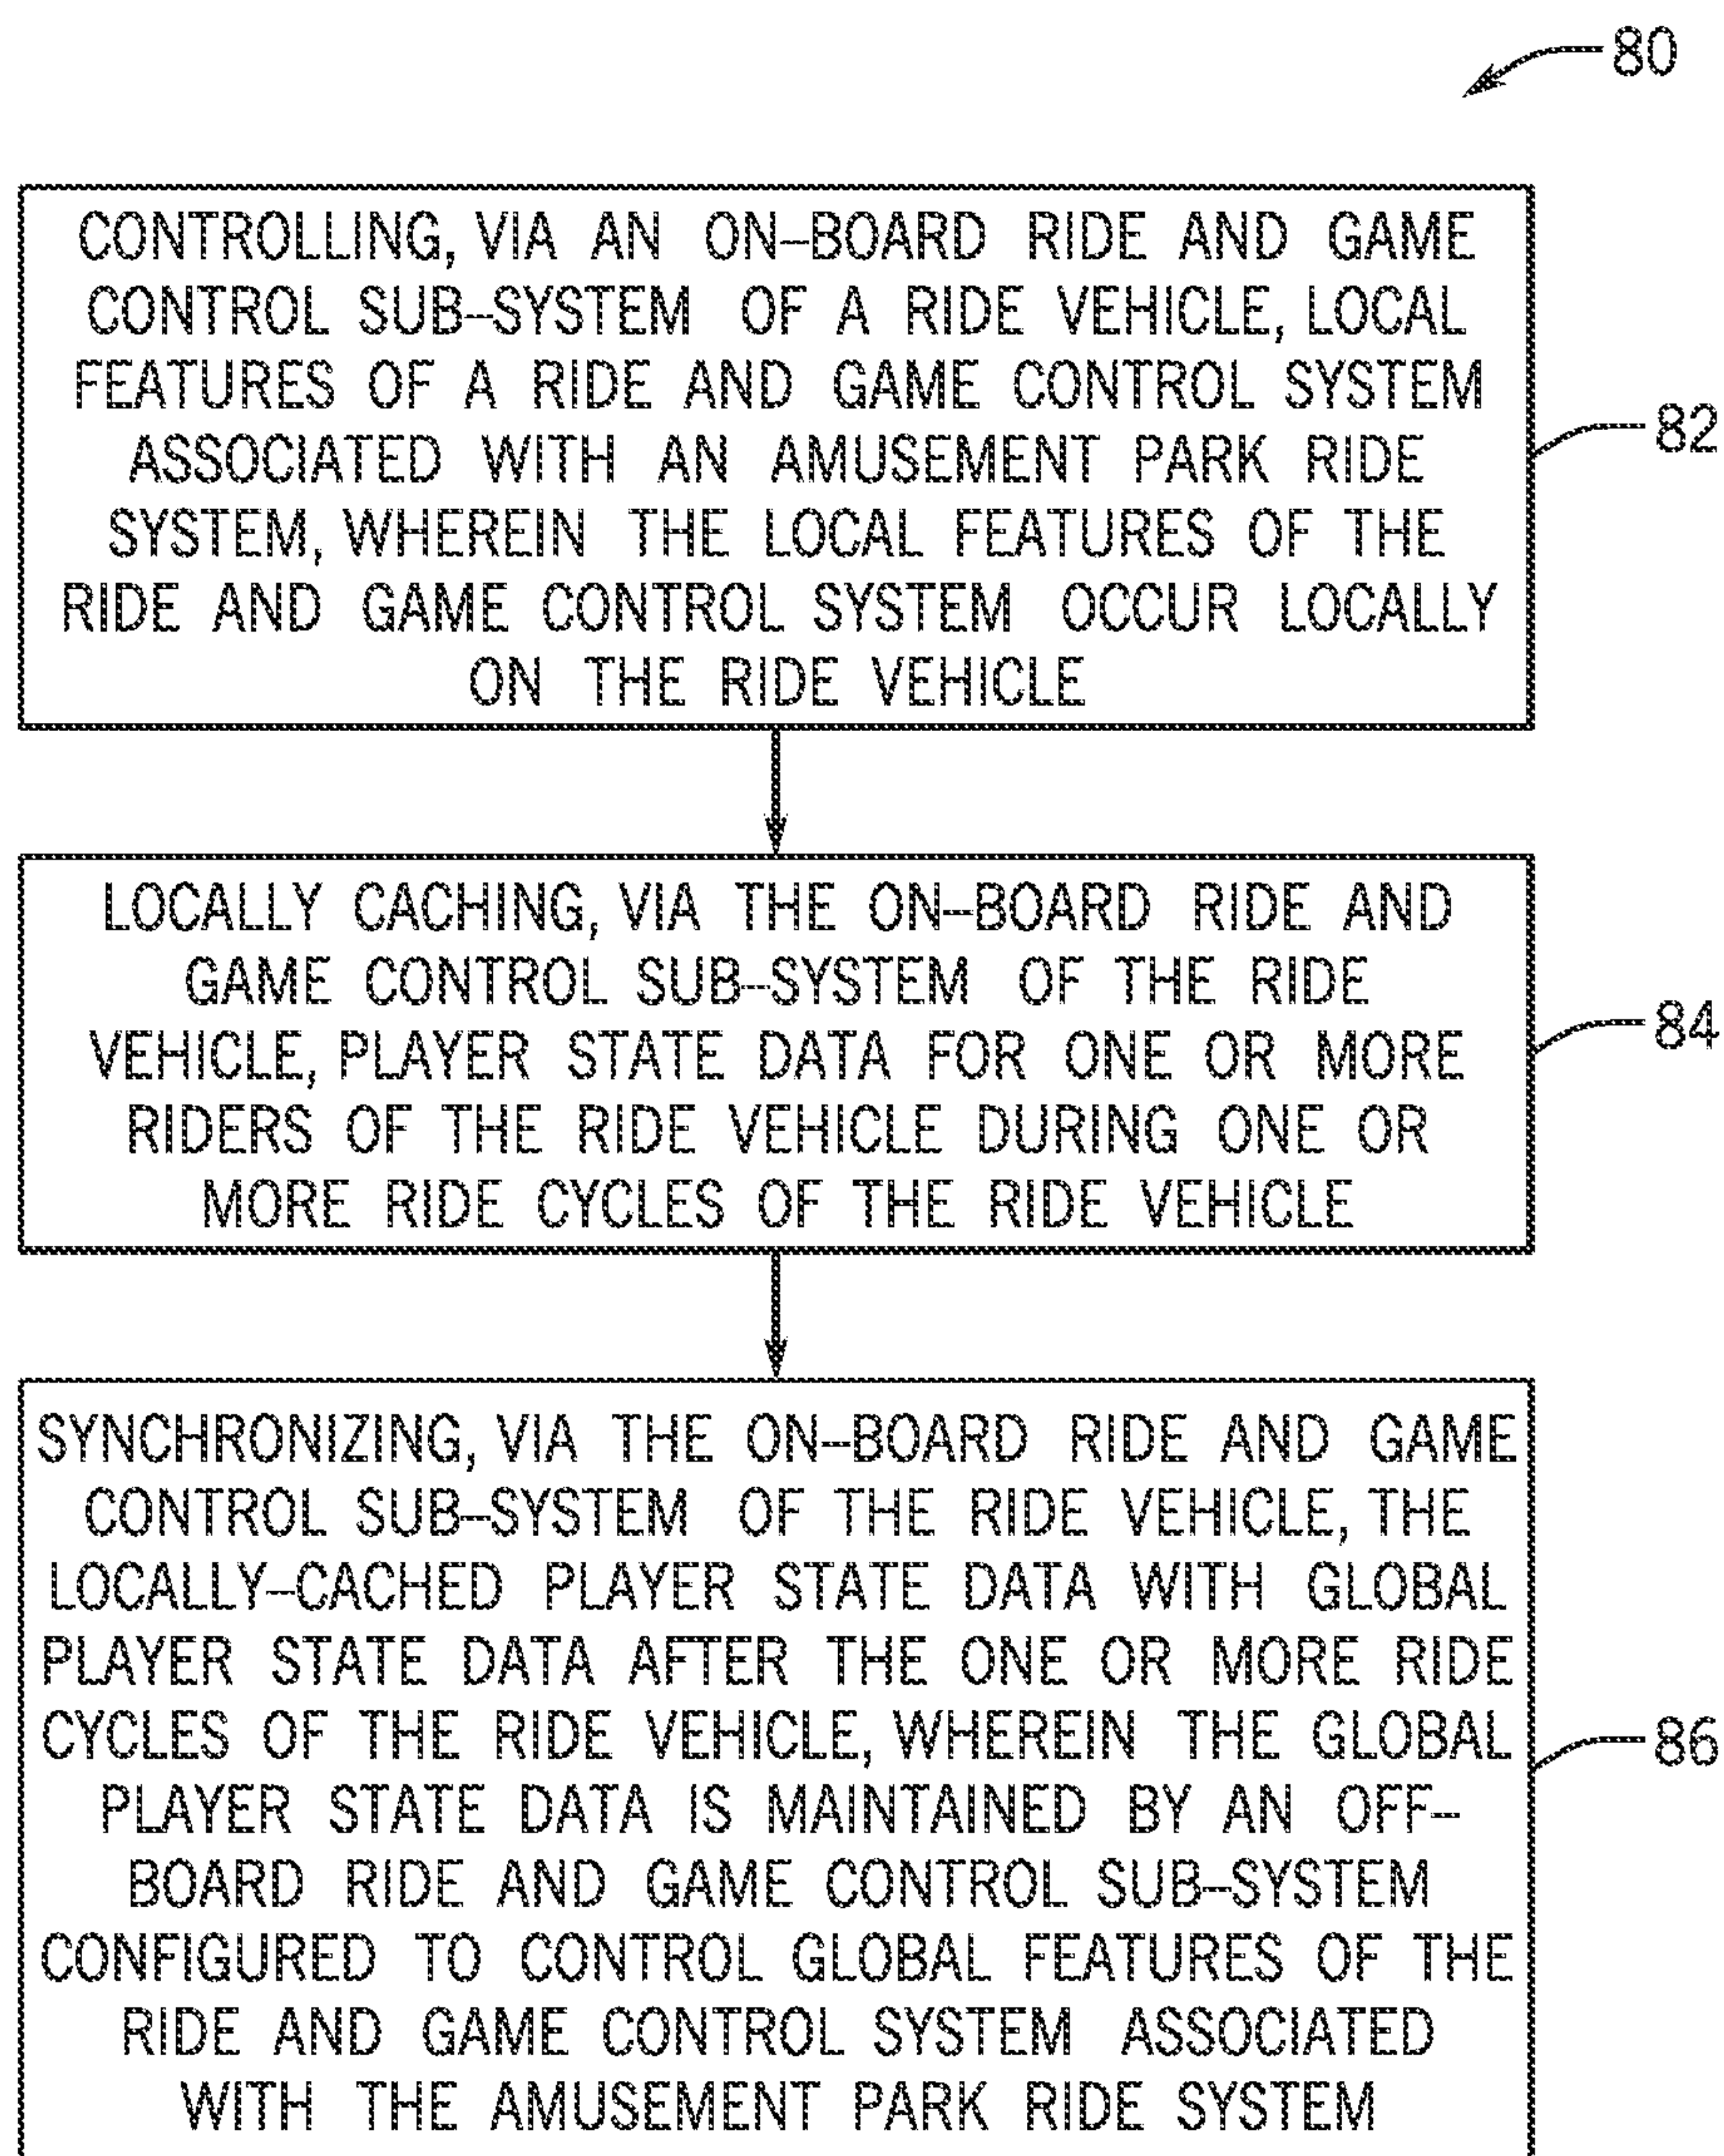 80
CONTROLLING, VIA AN ON-BOARD RIDE AND GAME
CONTROL SUB-SYSTEM OF A RIDE VEHICLE, LOCAL
FEATURES OF A RIDE AND GAME CONTROL SYSTEM
ASSOCIATED WITH AN AMUSEMENT PARK RIDE
SYSTEM, WHEREIN THE LOCAL FEATURES OF THE
RIDE AND GAME CONTROL SYSTEM OCCUR LOCALLY
ON THE RIDE VEHICLE
82
LOCALLY CACHING, VIA THE ON-BOARD RIDE AND
GAME CONTROL SUB-SYSTEM OF THE RIDE
VEHICLE, PLAYER STATE DATA FOR ONE OR MORE
RIDERS OF THE RIDE VEHICLE DURING ONE OR
MORE RIDE CYCLES OF THE RIDE VEHICLE
84
SYNCHRONIZING, VIA THE ON-BOARD RIDE AND GAME
CONTROL SUB-SYSTEM OF THE RIDE VEHICLE, THE
LOCALLY-CACHED PLAYER STATE DATA WITH GLOBAL
PLAYER STATE DATA AFTER THE ONE OR MORE RIDE
CYCLES OF THE RIDE VEHICLE, WHEREIN THE GLOBAL
PLAYER STATE DATA IS MAINTAINED BY AN OFF-
BOARD RIDE AND GAME CONTROL SUB-SYSTEM
CONFIGURED TO CONTROL GLOBAL FEATURES OF THE
RIDE AND GAME CONTROL SYSTEM ASSOCIATED
WITH THE AMUSEMENT PARK RIDE SYSTEM
86